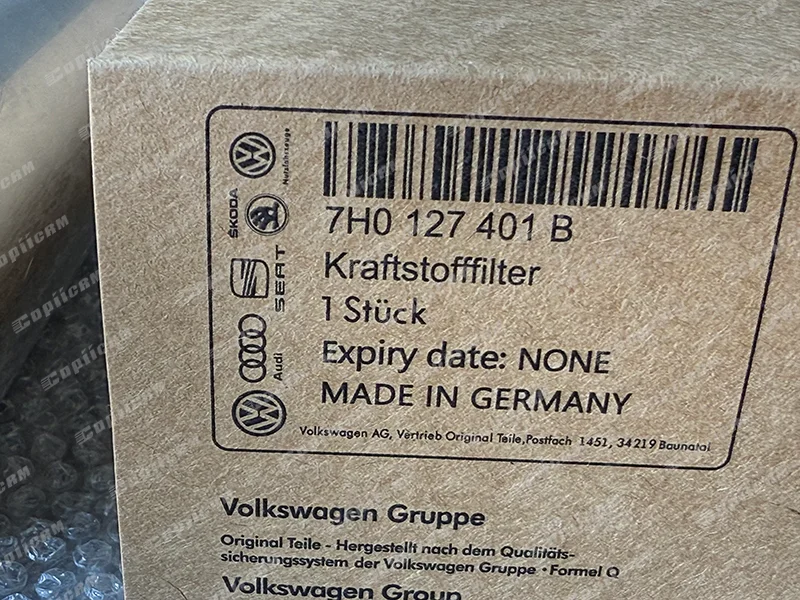 Nutzfahrzeuge
ŠKODA
SEAT
Audi
7H0 127 401 B
Kraftstofffilter
1 Stück
Expiry date: NONE
MADE IN GERMANY
Volkswagen AG, Vertrieb Original Teile,Postfach 1451, 34219 Baunatal
Volkswagen Gruppe
Original Teile - Hergestellt nach dem Qualitäts-
sicherungssystem der Volkswagen Gruppe • Formel Q
Volkswagen Group
CopiiCAM